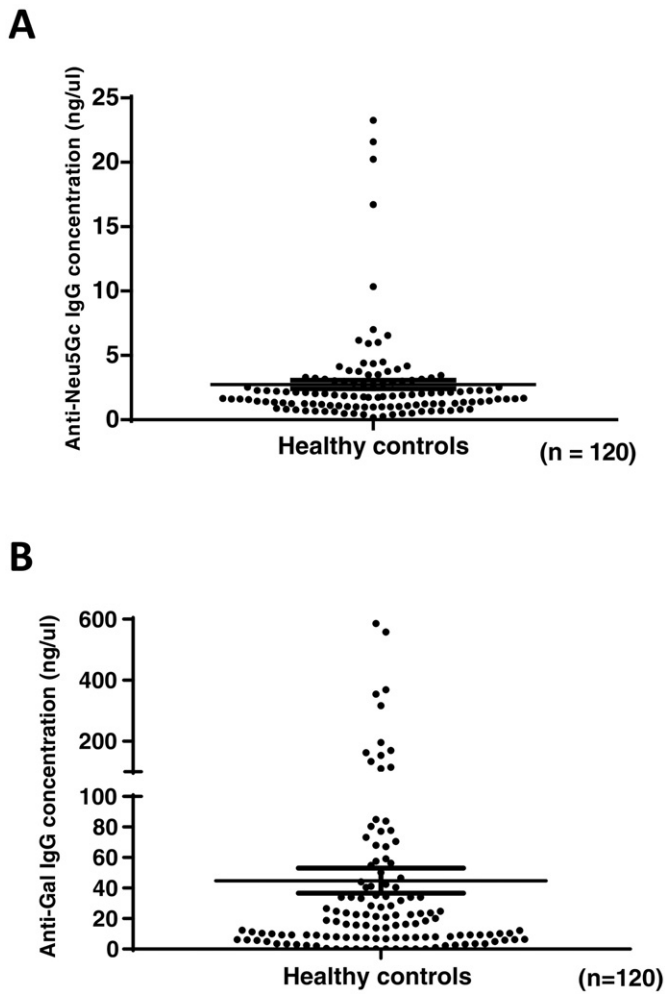 A
Anti-Neu5Gc IgG concentration (ng/ul)
25
20
15
10
5
0
Healthy controls
(n = 120)
B
Anti-Gal IgG concentration (ng/ul)
600
400
200
100
80
60
40
20
0
Healthy controls
(n=120)